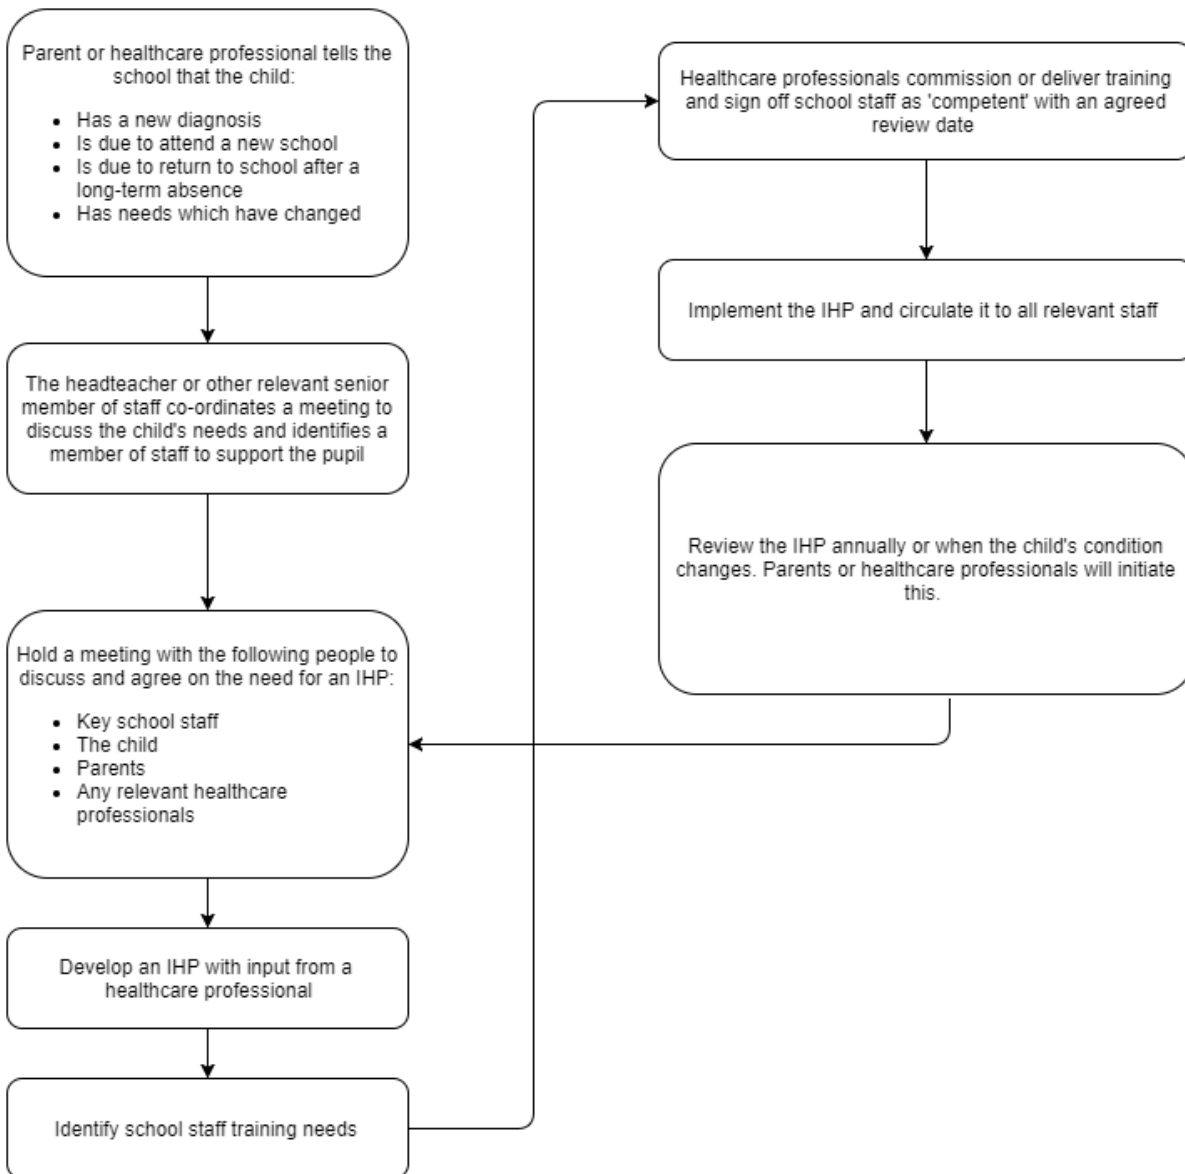 Parent or healthcare professional tells the
school that the child:
• Has a new diagnosis
• Is due to attend a new school
• Is due to return to school after a
long-term absence
• Has needs which have changed
The headteacher or other relevant senior
member of staff co-ordinates a meeting to
discuss the child's needs and identifies a
member of staff to support the pupil
Hold a meeting with the following people to
discuss and agree on the need for an IHP:
• Key school staff
• The child
• Parents
• Any relevant healthcare
professionals
Develop an IHP with input from a
healthcare professional
Identify school staff training needs
Healthcare professionals commission or deliver training
and sign off school staff as 'competent' with an agreed
review date
Implement the IHP and circulate it to all relevant staff
Review the IHP annually or when the child's condition
changes. Parents or healthcare professionals will initiate
this.